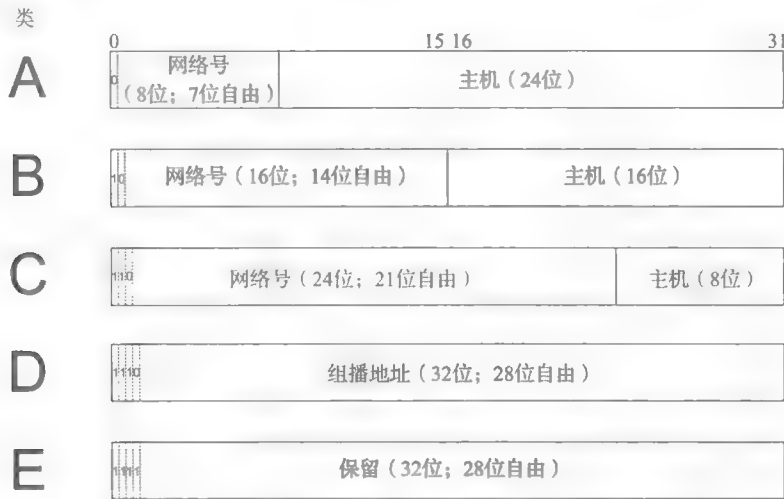 类
0 15 16 31
A
0
网络号
（8位；7位自由）
主机（24位）
B
10
网络号（16位；14位自由）
主机（16位）
C
110
网络号（24位；21位自由）
主机（8位）
D
1110
组播地址（32位；28位自由）
E
1111
保留（32位；28位自由）